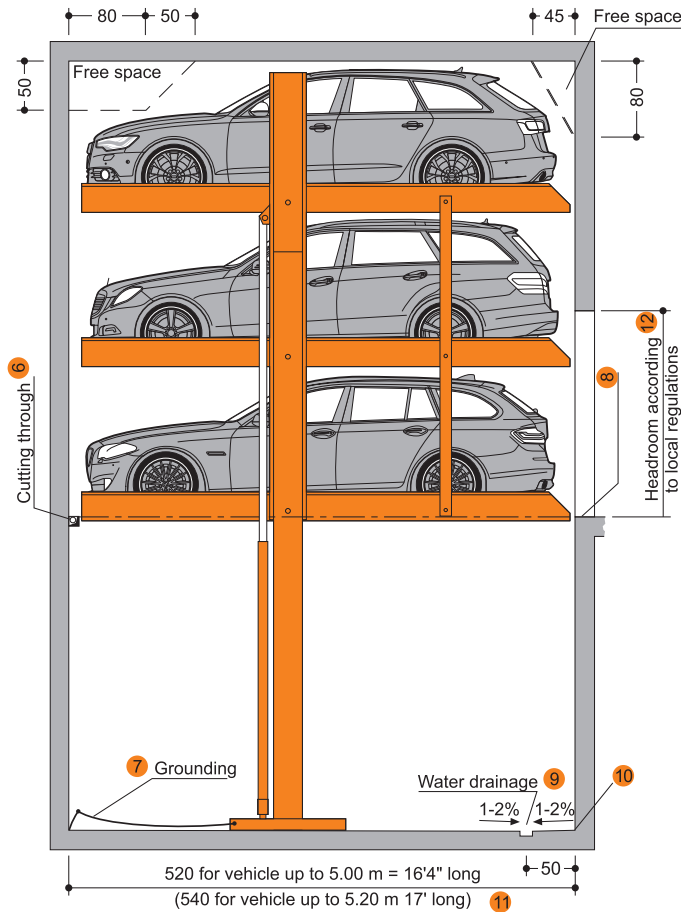 80
50
45
Free space
50
Free space
80
12
Headroom according
to local regulations
8
6
Cutting through
7
Grounding
Water drainage
9
10
1-2%
1-2%
50
520 for vehicle up to 5.00 m = 16'4" long
(540 for vehicle up to 5.20 m 17' long)
11